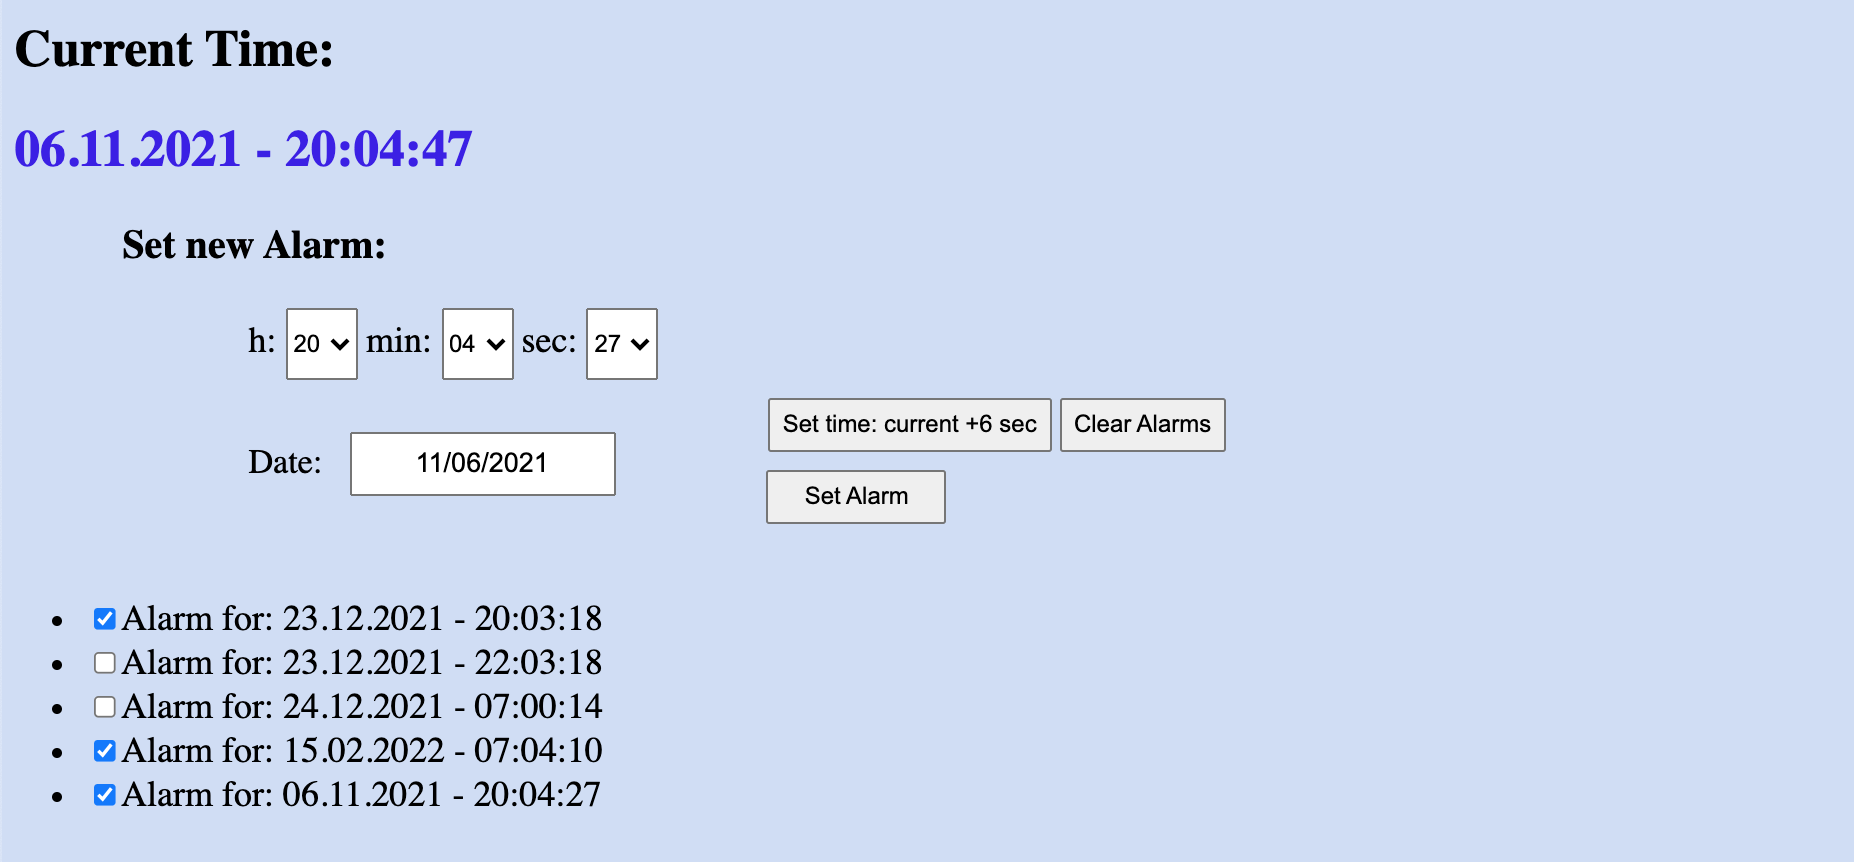 Current Time:
06.11.2021 - 20:04:47
Set new Alarm:
h: 20 min: 04 sec: 27
Date: 11/06/2021
Set time: current +6 sec Clear Alarms
Set Alarm
Alarm for: 23.12.2021 - 20:03:18
Alarm for: 23.12.2021 - 22:03:18
Alarm for: 24.12.2021 - 07:00:14
Alarm for: 15.02.2022 - 07:04:10
Alarm for: 06.11.2021 - 20:04:27